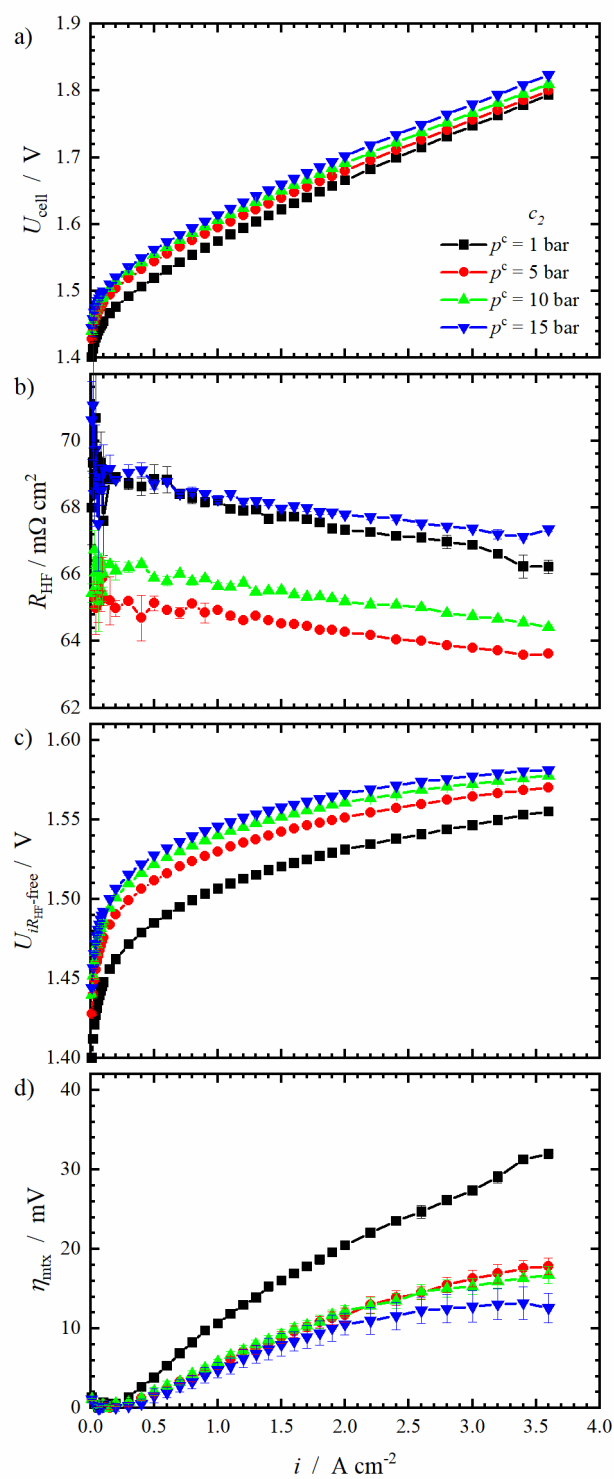 a)
1.9
1.8
1.7
1.6
1.5
1.4
U_cell / V
c_2
p^c = 1 bar
p^c = 5 bar
p^c = 10 bar
p^c = 15 bar
b)
70
68
66
64
62
R_HF / mΩ cm²
c)
1.60
1.55
1.50
1.45
1.40
U_iR_HF-free / V
d)
40
30
20
10
0
η_mtx / mV
0.0 0.5 1.0 1.5 2.0 2.5 3.0 3.5 4.0
i / A cm⁻²